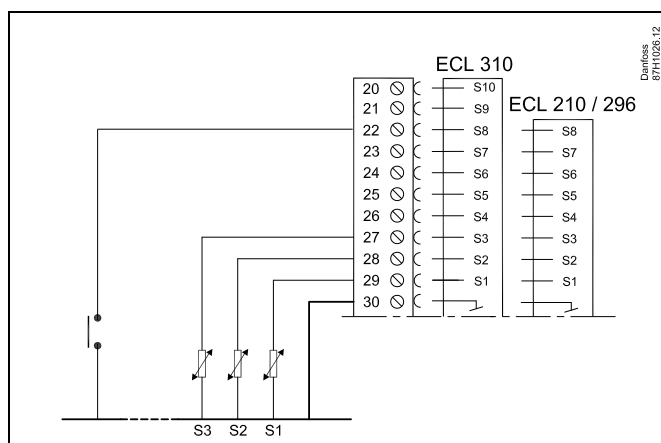 Danfoss
87H1026.12
ECL 310
ECL 210 / 296
20 S10
21 S9
22 S8 S8
23 S7 S7
24 S6 S6
25 S5 S5
26 S4 S4
27 S3 S3
28 S2 S2
29 S1 S1
30
S3 S2 S1